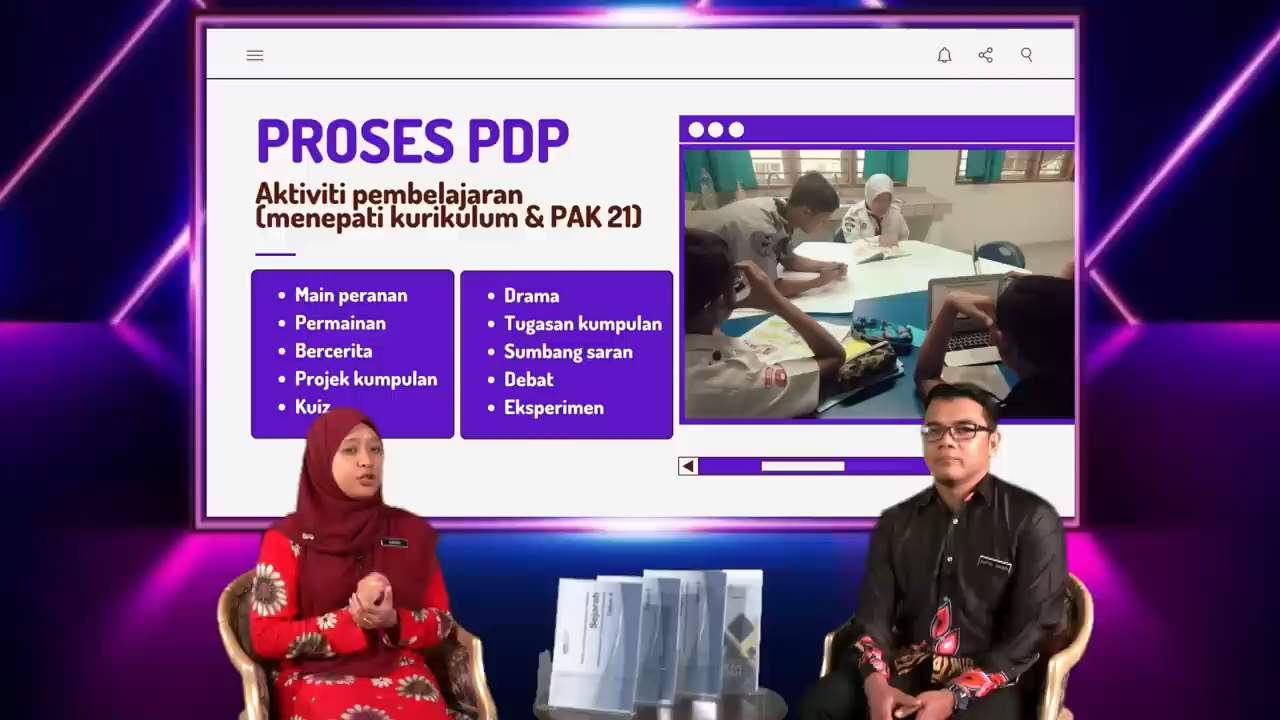 PROSES PDP
Aktiviti pembelajaran
(menepati kurikulum & PAK 21)
• Main peranan
• Permainan
• Bercerita
• Projek kumpulan
• Kuiz
• Drama
• Tugasan kumpulan
• Sumbang saran
• Debat
• Eksperimen
Sejarah